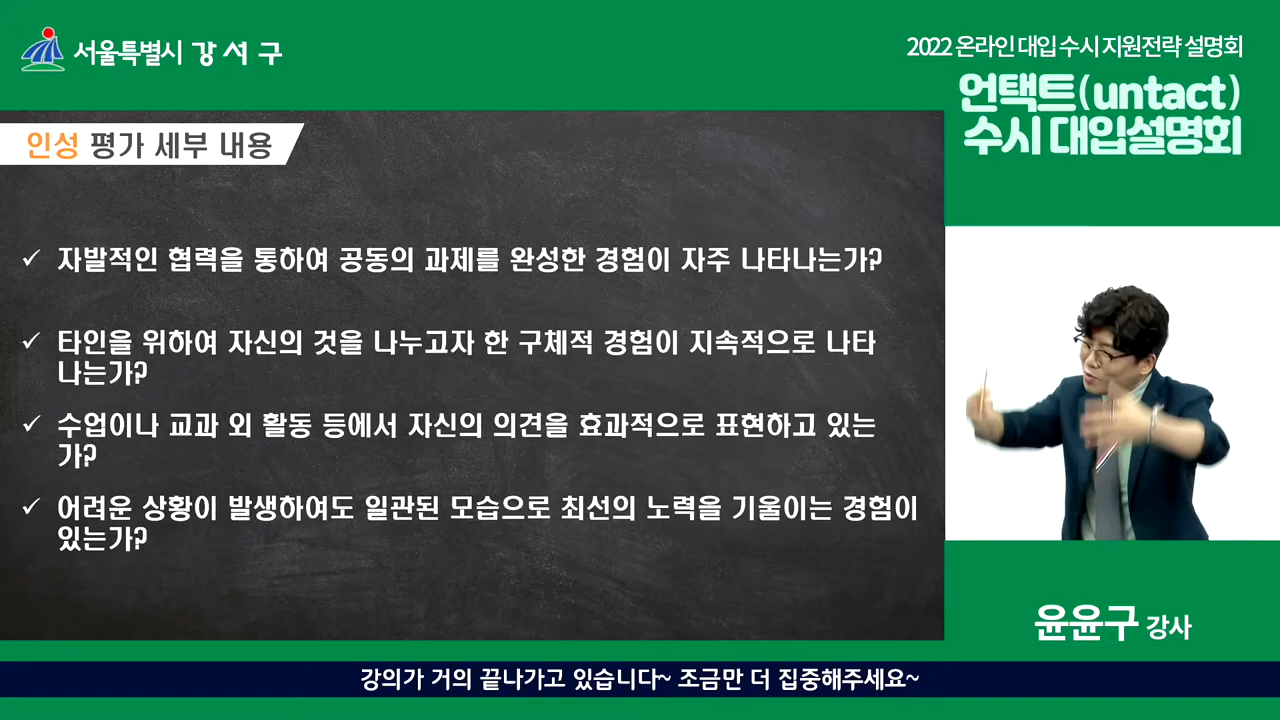 서울특별시 강서구
2022 온라인 대입 수시 지원전략 설명회
언택트(untact)
수시 대입설명회
인성 평가 세부 내용
✓ 자발적인 협력을 통하여 공동의 과제를 완성한 경험이 자주 나타나는가?
✓ 타인을 위하여 자신의 것을 나누고자 한 구체적 경험이 지속적으로 나타
나는가?
✓ 수업이나 교과 외 활동 등에서 자신의 의견을 효과적으로 표현하고 있는
가?
✓ 어려운 상황이 발생하여도 일관된 모습으로 최선의 노력을 기울이는 경험이
있는가?
윤윤구 강사
강의가 거의 끝나가고 있습니다~ 조금만 더 집중해주세요~